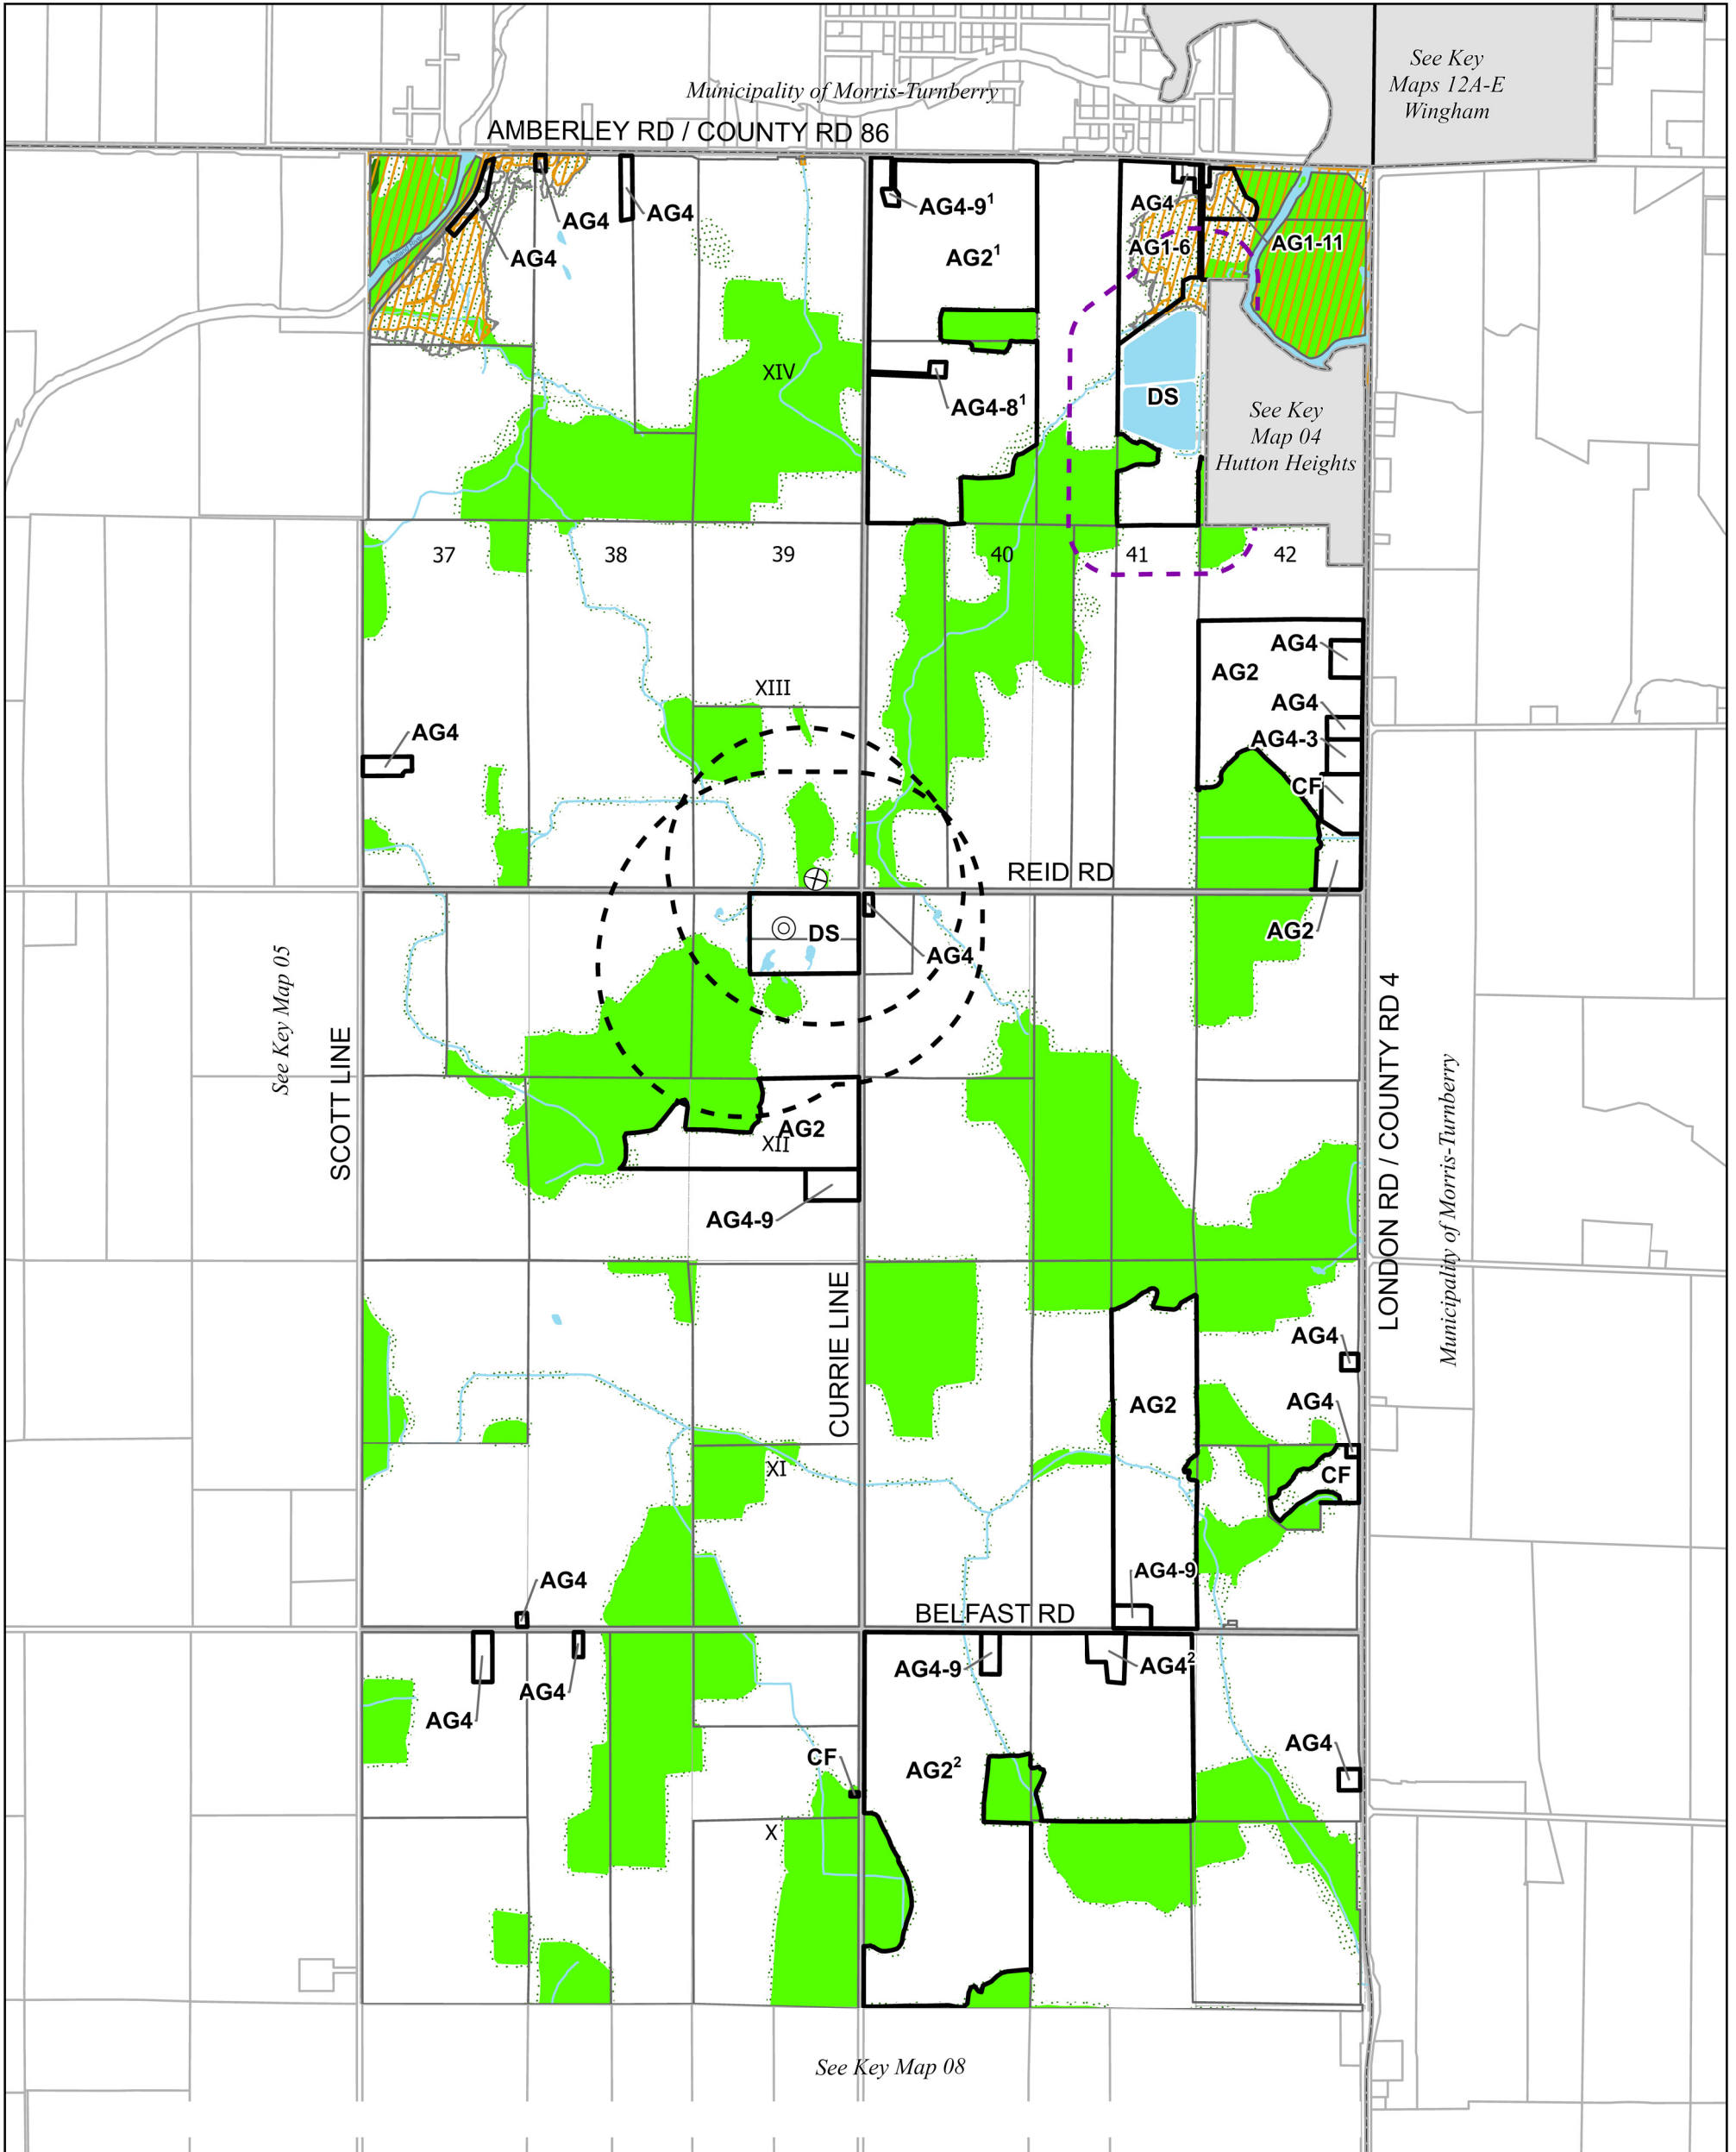 See Key
Maps 12A-E
Wingham
Municipality of Morris-Turnberry
AMBERLEY RD / COUNTY RD 86
AG4
AG4
AG4
AG4-9¹
AG2¹
AG4
AG1-6
AG1-11
Maitland River
XIV
AG4-8¹
DS
See Key
Map 04
Hutton Heights
37
38
39
40
41
42
AG4
AG2
XIII
AG4
AG4-3
AG4
CF
REID RD
AG2
DS
AG4
See Key Map 05
SCOTT LINE
LONDON RD / COUNTY RD 4
Municipality of Morris-Turnberry
AG2
XII
AG4-9
CURRIE LINE
AG4
AG2
AG4
XI
CF
AG4-9
AG4
BELFAST RD
AG4-9
AG4²
AG4
AG4
CF
AG2²
AG4
X
See Key Map 08